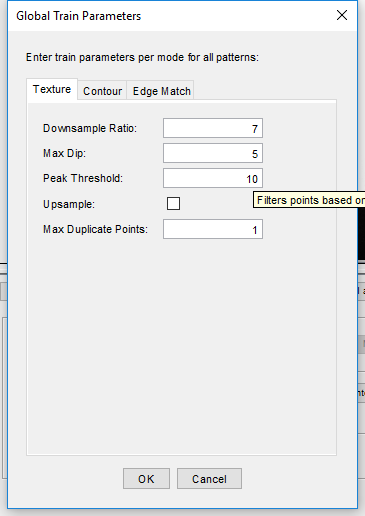 Global Train Parameters
Enter train parameters per mode for all patterns:
Texture Contour Edge Match
Downsample Ratio: 7
Max Dip: 5
Peak Threshold: 10
Filters points based on
Upsample:
Max Duplicate Points: 1
OK Cancel